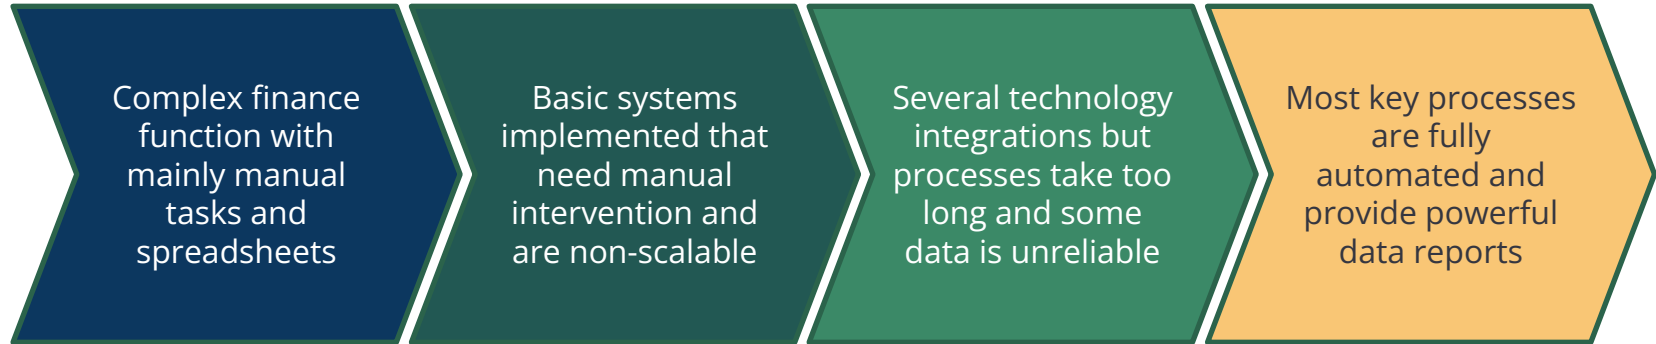 Complex finance
function with
mainly manual
tasks and
spreadsheets
Basic systems
implemented that
need manual
intervention and
are non-scalable
Several technology
integrations but
processes take too
long and some
data is unreliable
Most key processes
are fully
automated and
provide powerful
data reports